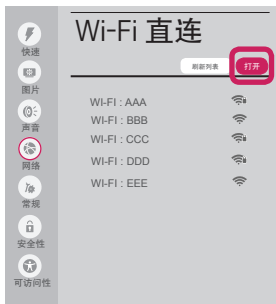 Wi-Fi 直连
刷新列表 打开
快速
图片
声音
网络
常规
安全性
可访问性
WI-FI : AAA
WI-FI : BBB
WI-FI : CCC
WI-FI : DDD
WI-FI : EEE